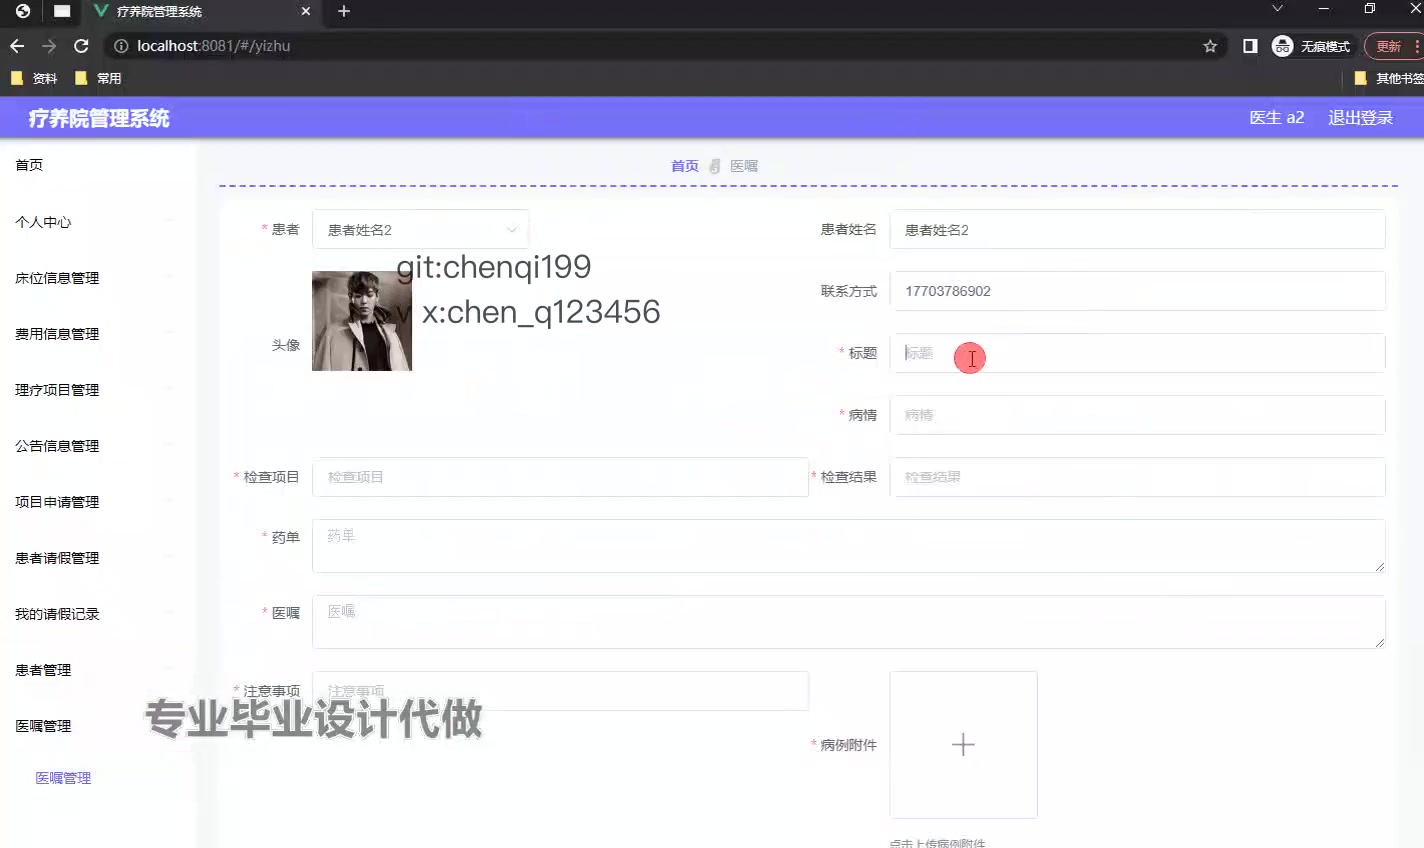 疗养院管理系统
localhost:8081/#/yizhu
无痕模式
更新
资料
常用
其他书签
疗养院管理系统
医生 a2
退出登录
首页
个人中心
床位信息管理
费用信息管理
理疗项目管理
公告信息管理
项目申请管理
患者请假管理
我的请假记录
患者管理
医嘱管理
医嘱管理
首页 医嘱
* 患者 患者姓名2
患者姓名 患者姓名2
git:chenqi199
v x:chen_q123456
头像
联系方式 17703786902
* 标题 标题
* 病情 病情
* 检查项目 检查项目
* 检查结果 检查结果
* 药单 药单
* 医嘱 医嘱
* 注意事项 注意事项
专业毕业设计代做
* 病例附件
点击上传病例附件